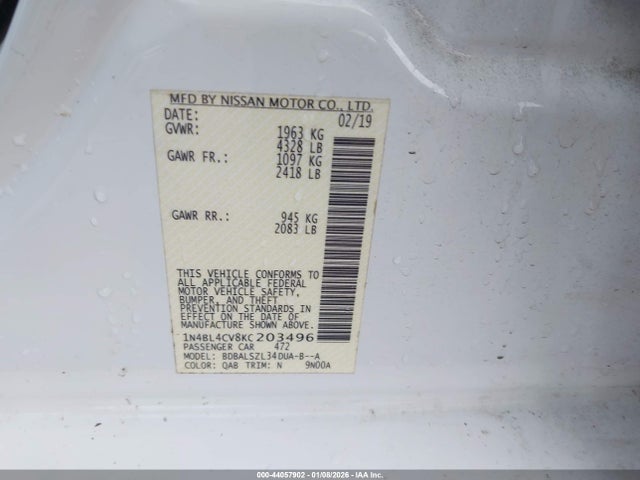 MFD BY NISSAN MOTOR CO., LTD.
DATE: 02/19
GVWR: 1963 KG
4328 LB
GAWR FR.: 1097 KG
2418 LB
GAWR RR.: 945 KG
2083 LB
THIS VEHICLE CONFORMS TO
ALL APPLICABLE FEDERAL
MOTOR VEHICLE SAFETY,
BUMPER, AND THEFT
PREVENTION STANDARDS IN
EFFECT ON THE DATE OF
MANUFACTURE SHOWN ABOVE.
1N4BL4CV8KC203496
PASSENGER CAR 472
MODEL: BDBALSZL34DUA-B--A
COLOR: QAB TRIM: N 9N00A
000-44057902 - 01/08/2026 - IAAI.COM